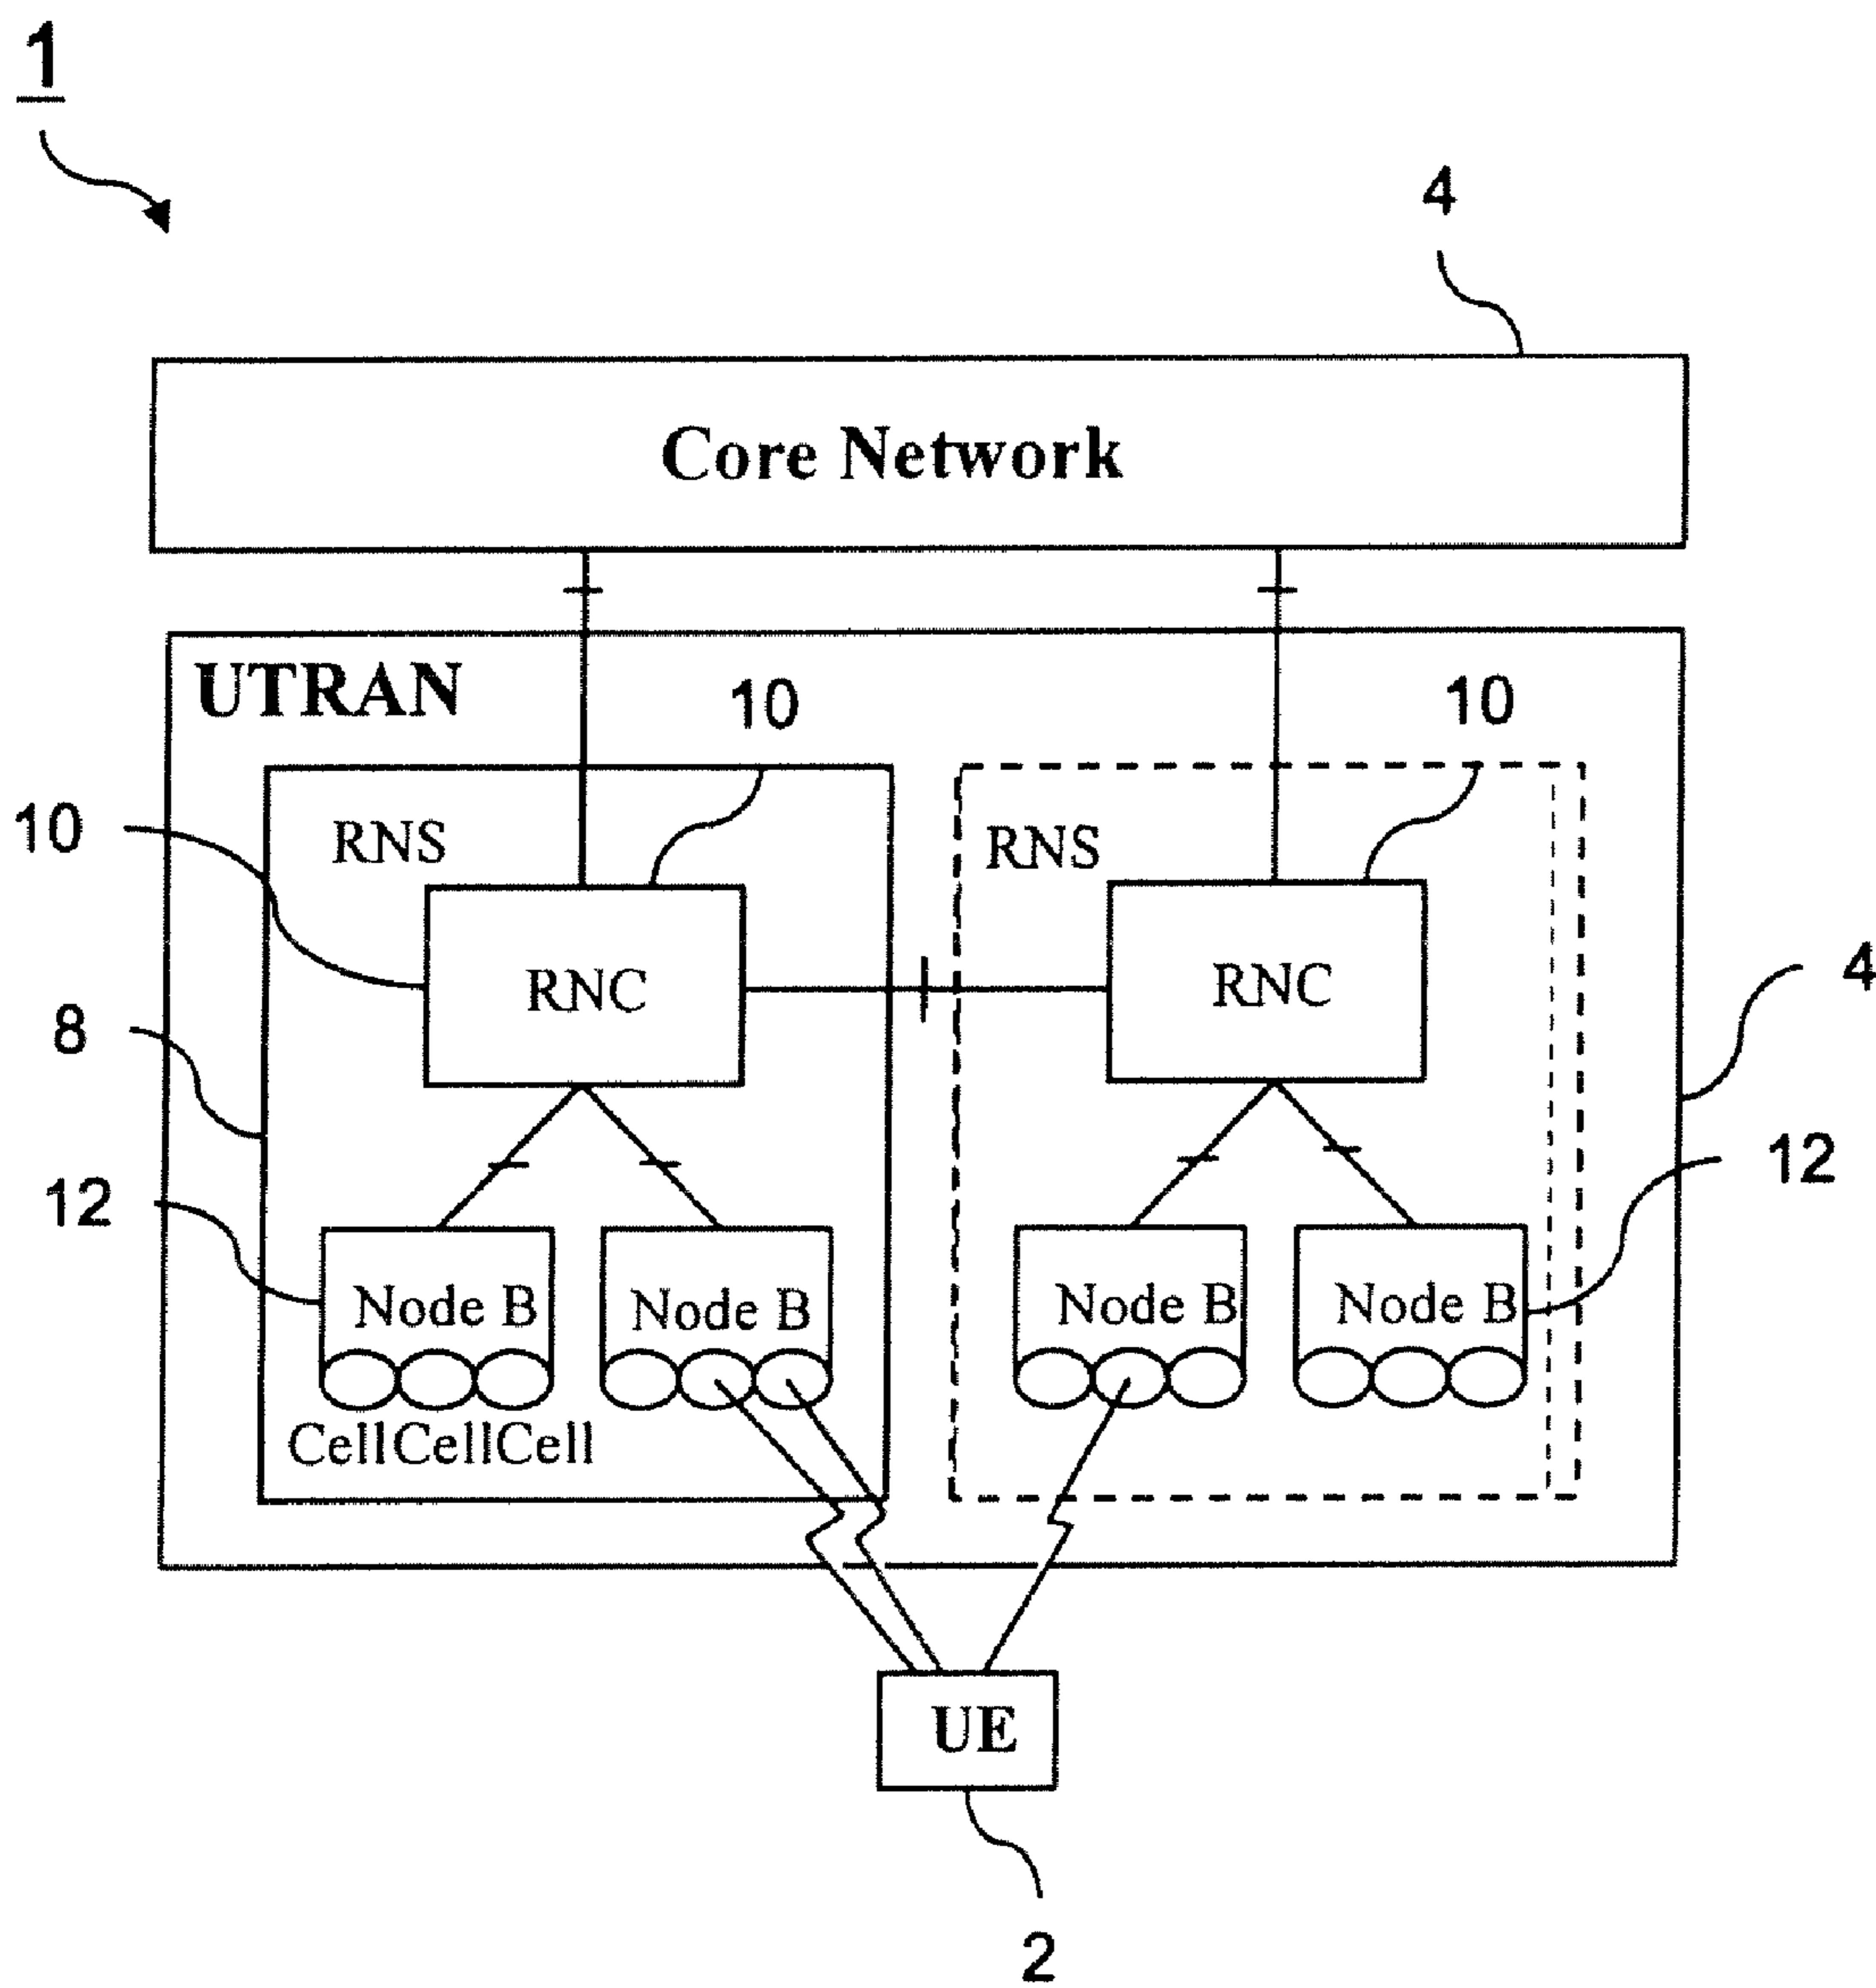 1
4
Core Network
UTRAN
10
10
10
RNS
RNS
RNC
RNC
8
4
12
12
Node B
Node B
Node B
Node B
CellCellCell
UE
2